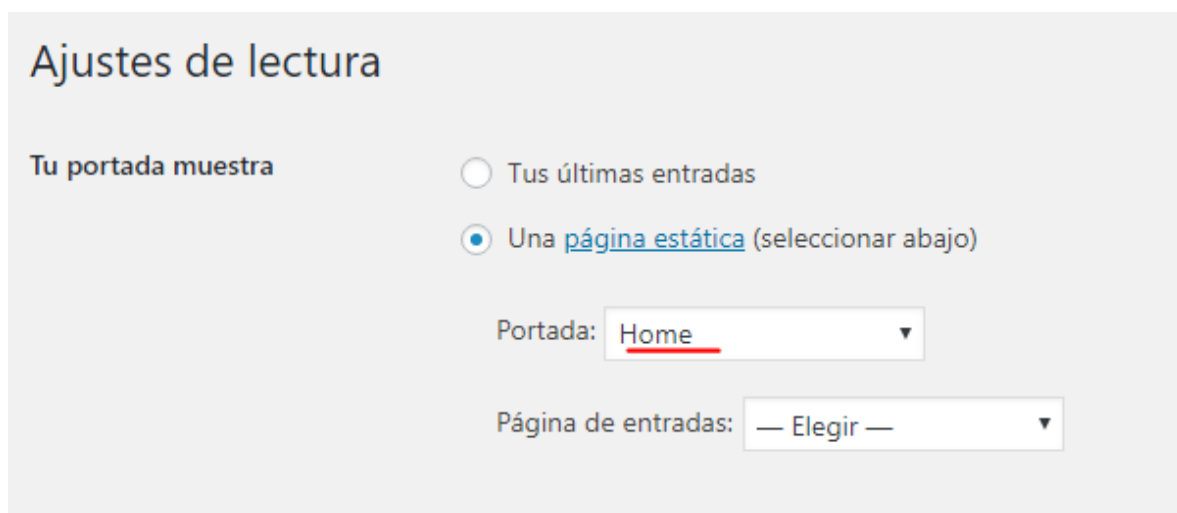 Ajustes de lectura
Tu portada muestra
Tus últimas entradas
Una página estática (seleccionar abajo)
Portada: Home
Página de entradas: — Elegir —